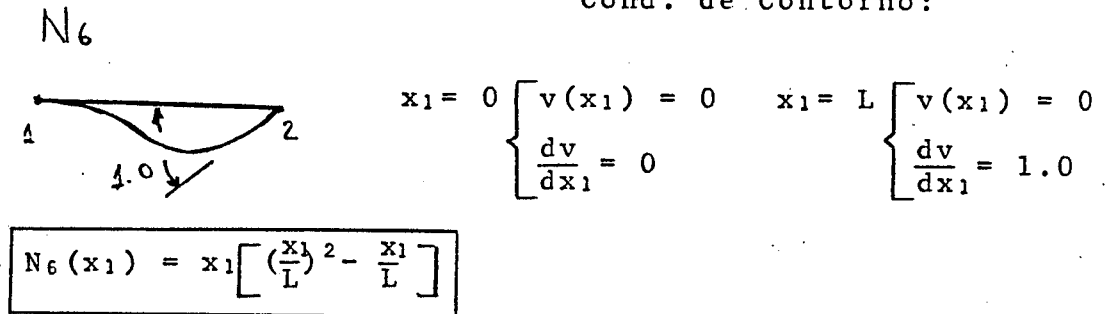 Cond. de Contorno:
N6
1 2
1.0
x1 = 0 { v(x1) = 0
dv/dx1 = 0
x1 = L { v(x1) = 0
dv/dx1 = 1.0
N6(x1) = x1[(x1/L)2 - x1/L]